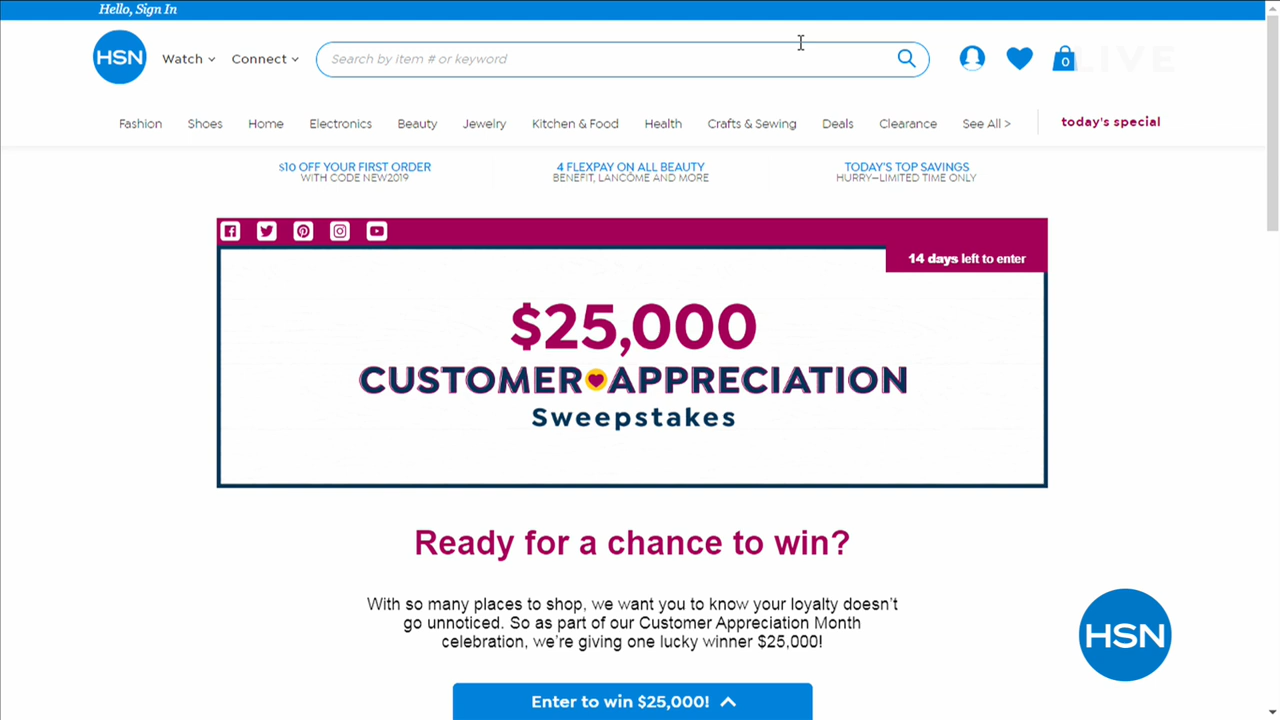 Hello, Sign In
HSN
Watch
Connect
Search by item # or keyword
0
LIVE
Fashion
Shoes
Home
Electronics
Beauty
Jewelry
Kitchen & Food
Health
Crafts & Sewing
Deals
Clearance
See All >
today's special
$10 OFF YOUR FIRST ORDER
WITH CODE NEW2019
4 FLEXPAY ON ALL BEAUTY
BENEFIT, LANCOME AND MORE
TODAY'S TOP SAVINGS
HURRY—LIMITED TIME ONLY
14 days left to enter
$25,000
CUSTOMER APPRECIATION
Sweepstakes
Ready for a chance to win?
With so many places to shop, we want you to know your loyalty doesn’t
go unnoticed. So as part of our Customer Appreciation Month
celebration, we’re giving one lucky winner $25,000!
HSN
Enter to win $25,000!